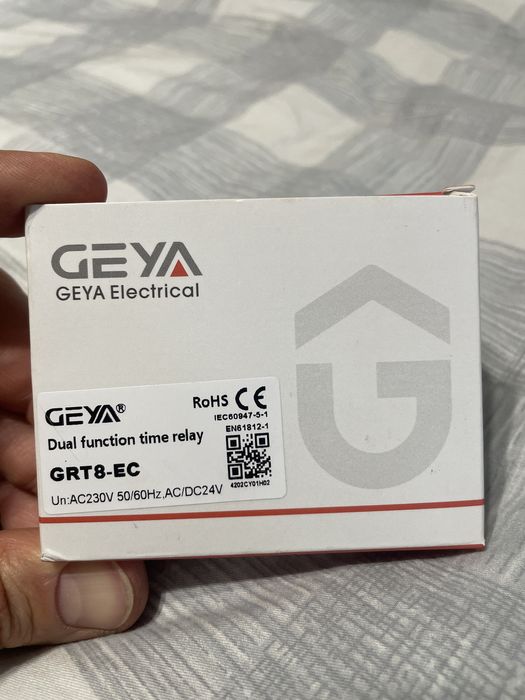 GEYA
GEYA Electrical
GEYA®
RoHS CE
IEC60947-5-1
EN61812-1
Dual function time relay
GRT8-EC
4202CY01H02
Un:AC230V 50/60Hz,AC/DC24V